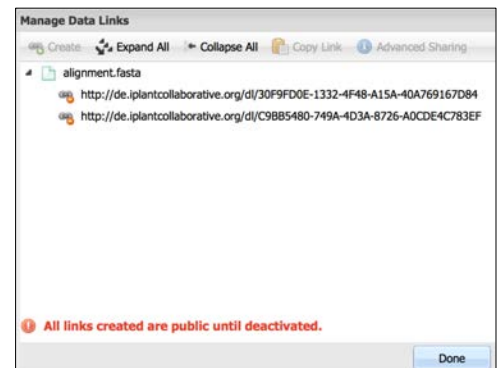 Manage Data Links
Create Expand All Collapse All Copy Link Advanced Sharing
alignment.fasta
http://de.iplantcollaborative.org/dl/30F9FD0E-1332-4F48-A15A-40A769167D84
http://de.iplantcollaborative.org/dl/C9BB5480-749A-4D3A-8726-A0CDE4C783EF
All links created are public until deactivated.
Done